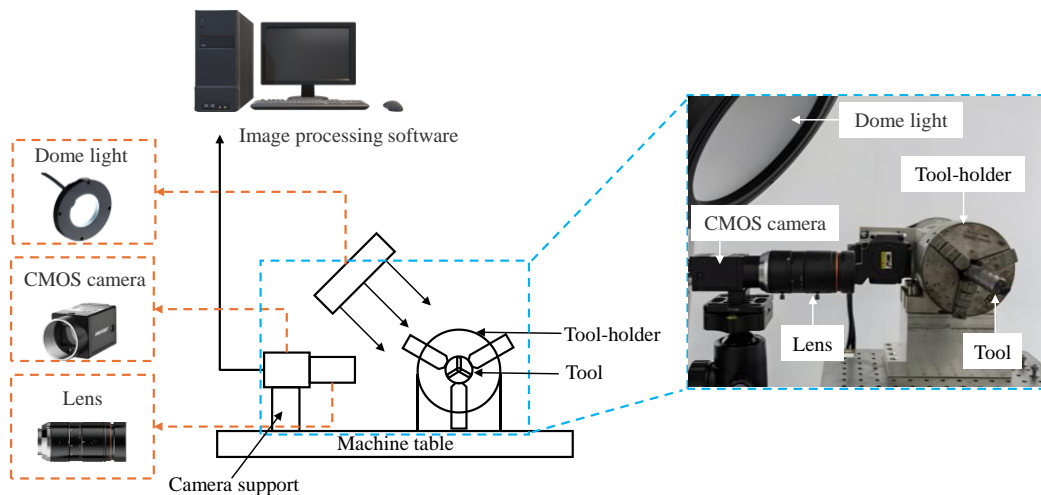 Image processing software
Dome light
CMOS camera
Lens
Tool-holder
Tool
Machine table
Camera support
Dome light
Tool-holder
CMOS camera
Lens
Tool